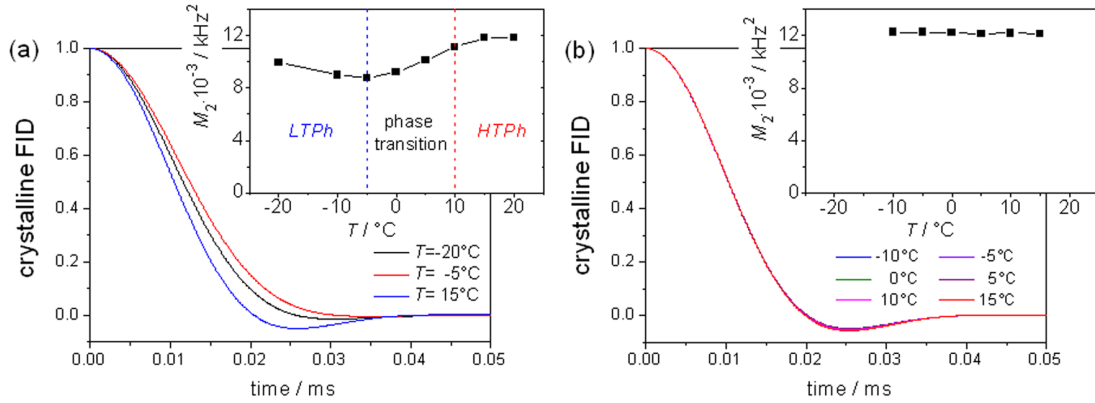 (a)
crystalline FID
1.0
0.8
0.6
0.4
0.2
0.0
0.00 0.01 0.02 0.03 0.04 0.05
time / ms
M2·10-3 / kHz2
12
8
4
0
-20 -10 0 10 20
T / °C
LTPh
phase
transition
HTPh
T=-20°C
T= -5°C
T= 15°C
(b)
crystalline FID
1.0
0.8
0.6
0.4
0.2
0.0
0.00 0.01 0.02 0.03 0.04 0.05
time / ms
M2·10-3 / kHz2
12
8
4
0
-20 -10 0 10 20
T / °C
-10°C -5°C
0°C 5°C
10°C 15°C